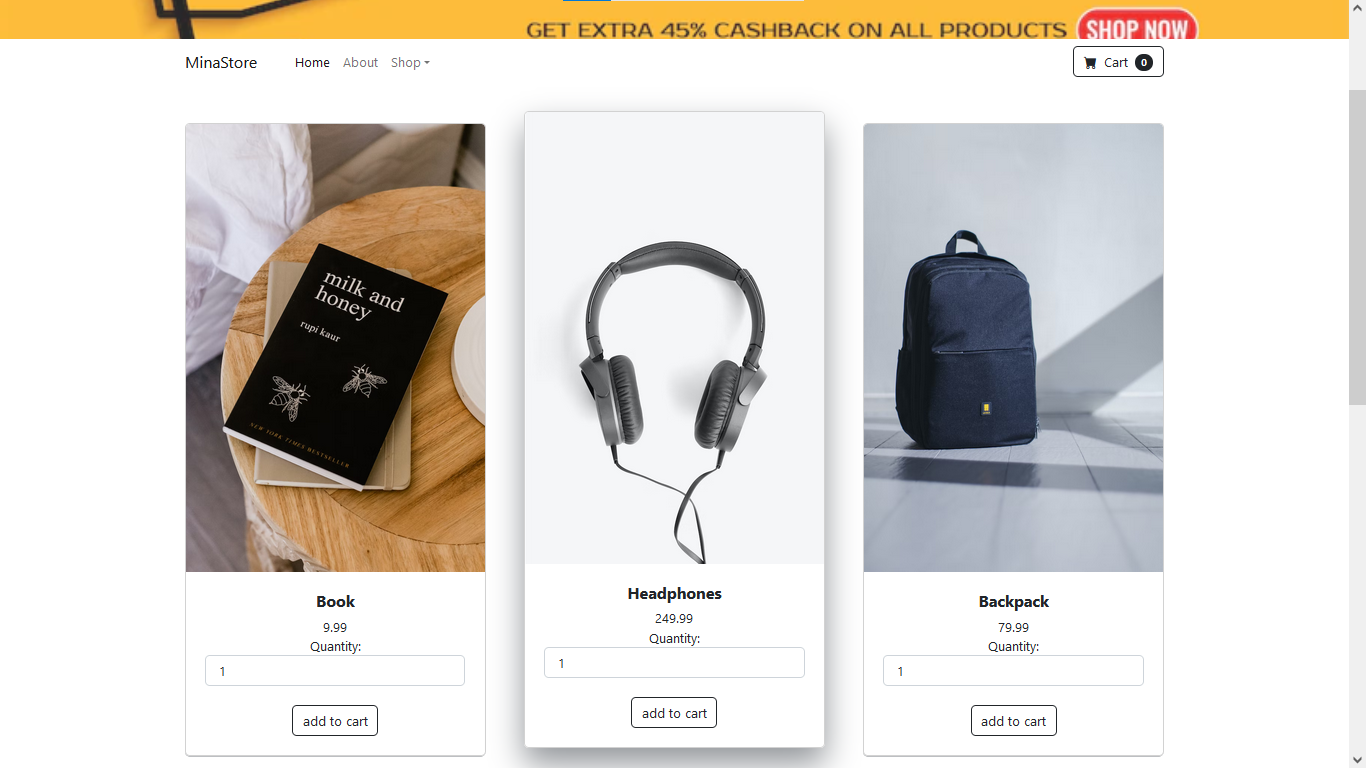 GET EXTRA 45% CASHBACK ON ALL PRODUCTS SHOP NOW
MinaStore Home About Shop Cart 0
milk and
honey
rupi kaur
NEW YORK TIMES BESTSELLER
Book
9.99
Quantity:
1
add to cart
Headphones
249.99
Quantity:
1
add to cart
Backpack
79.99
Quantity:
1
add to cart